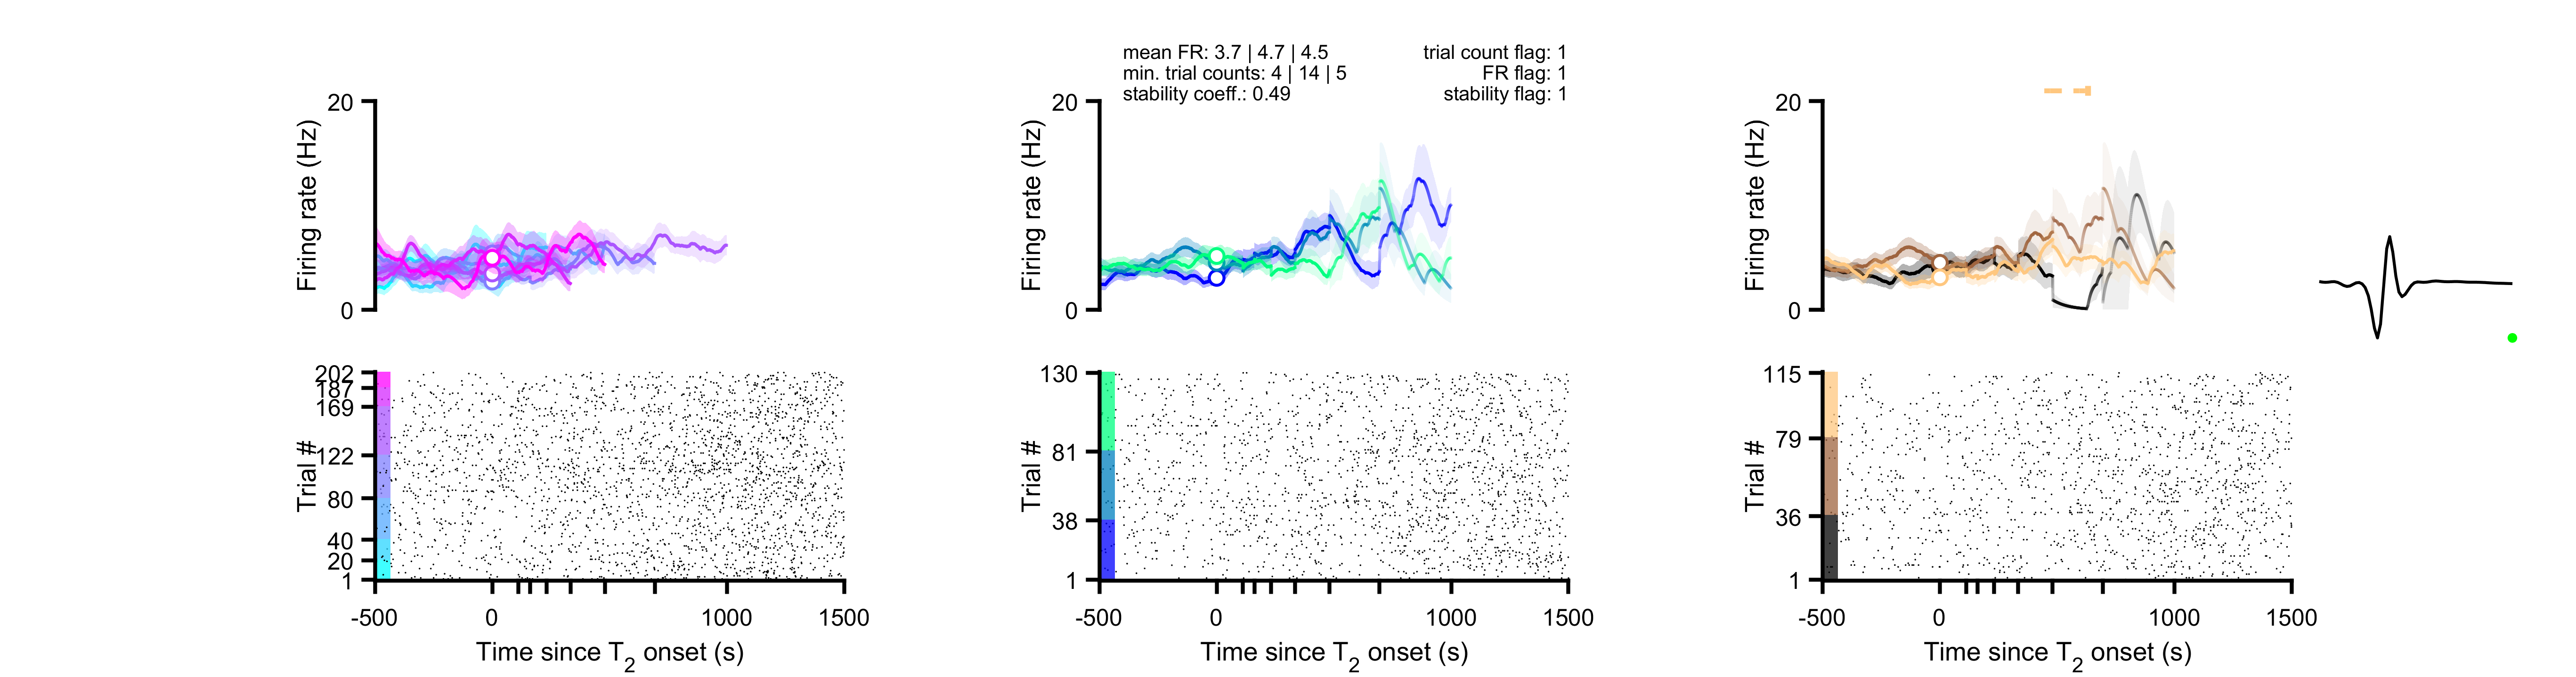 mean FR: 3.7 | 4.7 | 4.5
min. trial counts: 4 | 14 | 5
stability coeff.: 0.49
trial count flag: 1
FR flag: 1
stability flag: 1
Firing rate (Hz)
20
0
Trial #
202
187
169
122
80
40
20
1
-500 0 1000 1500
Time since T2 onset (s)
Firing rate (Hz)
20
0
Trial #
130
81
38
1
-500 0 1000 1500
Time since T2 onset (s)
Firing rate (Hz)
20
0
Trial #
115
79
36
1
-500 0 1000 1500
Time since T2 onset (s)